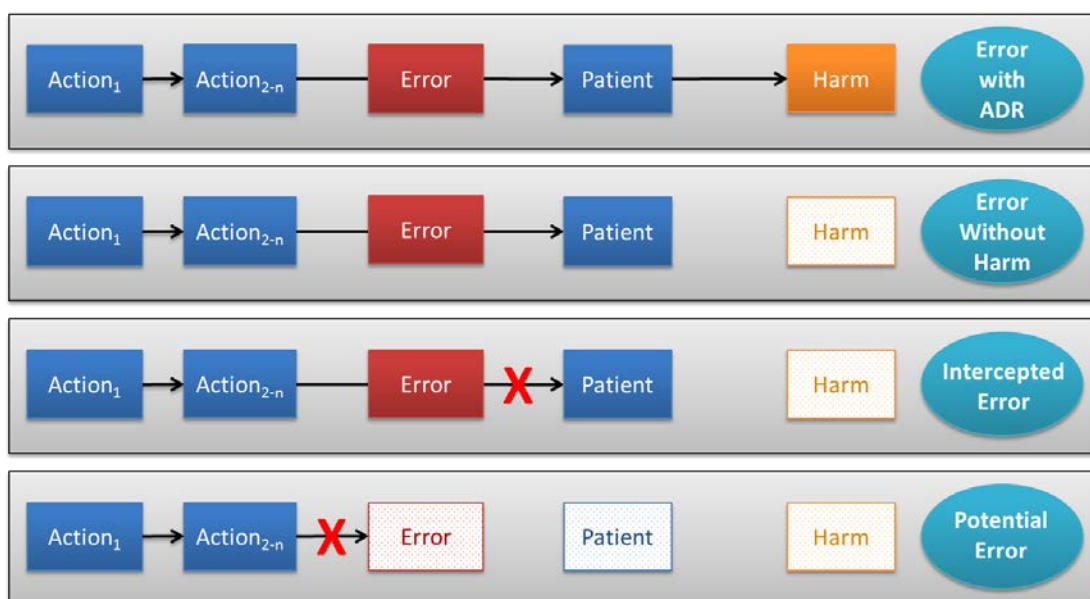 Action₁
Action₂₋ₙ
Error
Patient
Harm
Error
with
ADR
Action₁
Action₂₋ₙ
Error
Patient
Harm
Error
Without
Harm
Action₁
Action₂₋ₙ
Error
X
Patient
Harm
Intercepted
Error
Action₁
Action₂₋ₙ
X
Error
Patient
Harm
Potential
Error